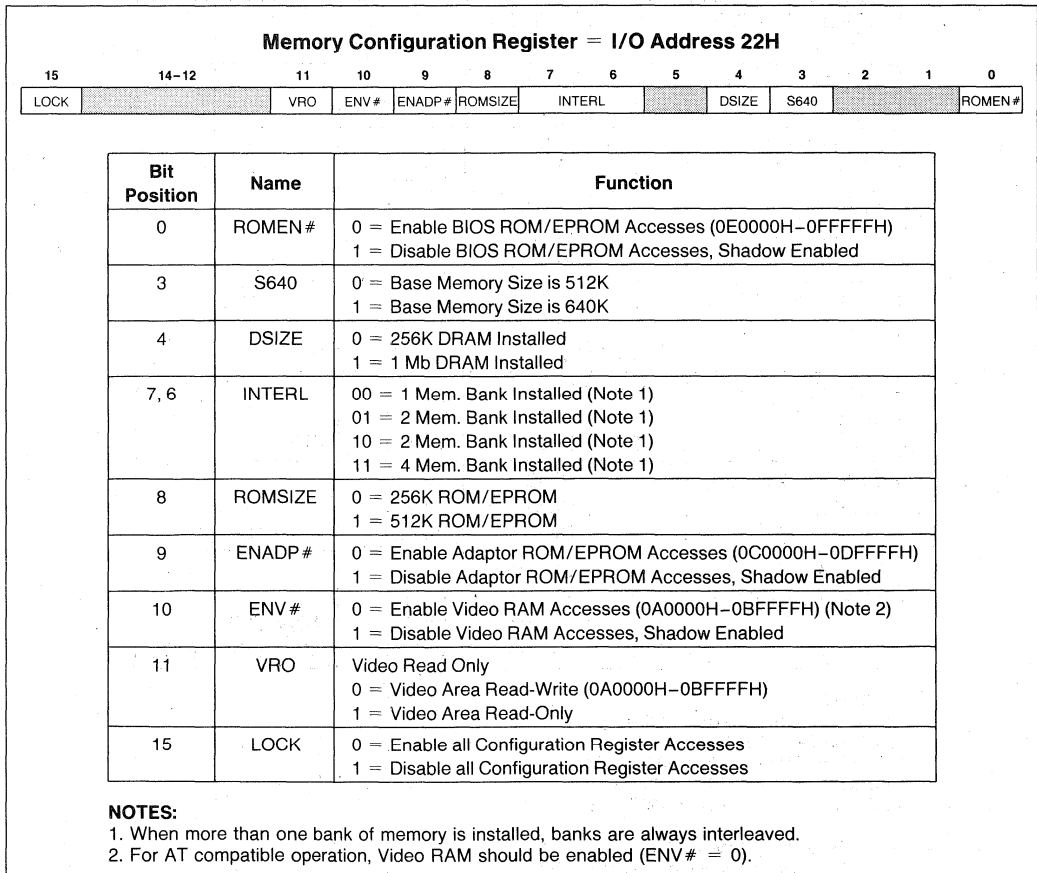 Memory Configuration Register = I/O Address 22H
15 14–12 11 10 9 8 7 6 5 4 3 2 1 0
LOCK VRO ENV# ENADP# ROMSIZE INTERL DSIZE S640 ROMEN#
Bit Position Name Function
0 ROMEN# 0 = Enable BIOS ROM/EPROM Accesses (0E0000H–0FFFFFH)
1 = Disable BIOS ROM/EPROM Accesses, Shadow Enabled
3 S640 0 = Base Memory Size is 512K
1 = Base Memory Size is 640K
4 DSIZE 0 = 256K DRAM Installed
1 = 1 Mb DRAM Installed
7, 6 INTERL 00 = 1 Mem. Bank Installed (Note 1)
01 = 2 Mem. Bank Installed (Note 1)
10 = 2 Mem. Bank Installed (Note 1)
11 = 4 Mem. Bank Installed (Note 1)
8 ROMSIZE 0 = 256K ROM/EPROM
1 = 512K ROM/EPROM
9 ENADP# 0 = Enable Adaptor ROM/EPROM Accesses (0C0000H–0DFFFFH)
1 = Disable Adaptor ROM/EPROM Accesses, Shadow Enabled
10 ENV# 0 = Enable Video RAM Accesses (0A0000H–0BFFFFH) (Note 2)
1 = Disable Video RAM Accesses, Shadow Enabled
11 VRO Video Read Only
0 = Video Area Read-Write (0A0000H–0BFFFFH)
1 = Video Area Read-Only
15 LOCK 0 = Enable all Configuration Register Accesses
1 = Disable all Configuration Register Accesses
NOTES:
1. When more than one bank of memory is installed, banks are always interleaved.
2. For AT compatible operation, Video RAM should be enabled (ENV# = 0).